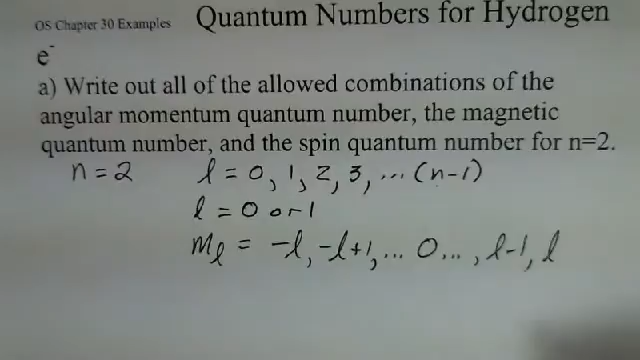 OS Chapter 30 Examples Quantum Numbers for Hydrogen
e⁻
a) Write out all of the allowed combinations of the
angular momentum quantum number, the magnetic
quantum number, and the spin quantum number for n=2.
n = 2 l = 0, 1, 2, 3, ... (n-1)
l = 0 or 1
m_l = -l, -l+1, ... 0 ... , l-1, l